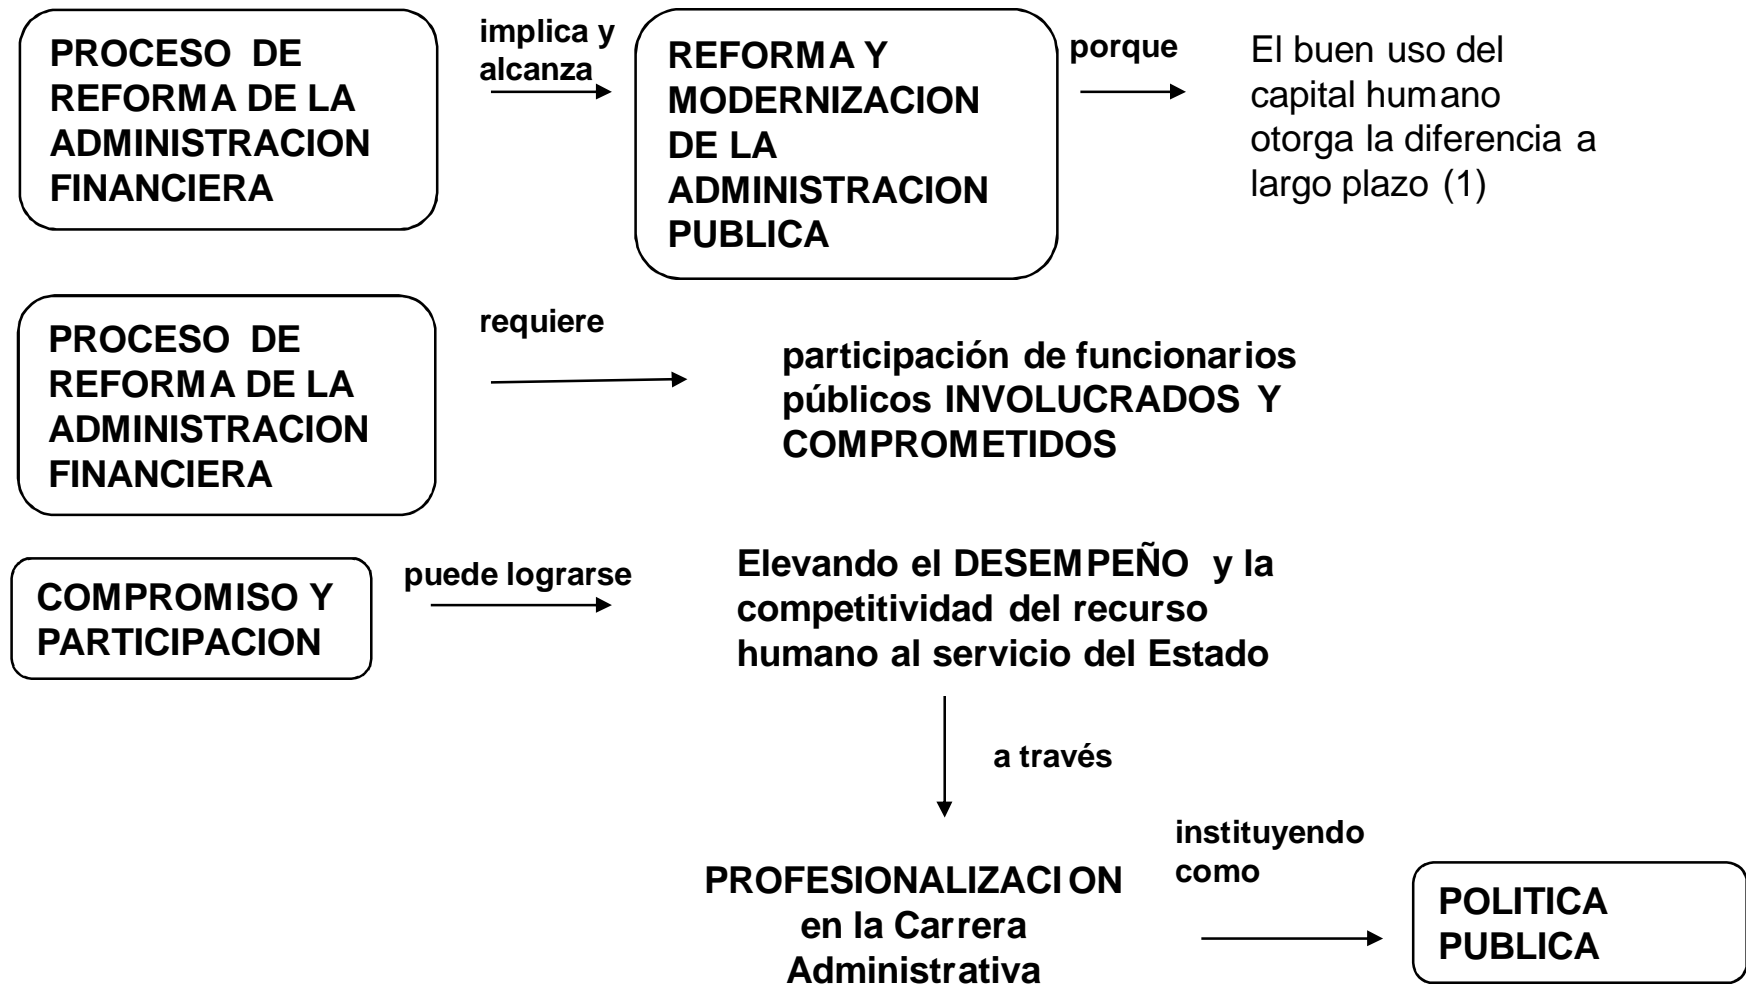 PROCESO DE
REFORMA DE LA
ADMINISTRACION
FINANCIERA
implica y
alcanza
REFORMA Y
MODERNIZACION
DE LA
ADMINISTRACION
PUBLICA
porque
El buen uso del
capital humano
otorga la diferencia a
largo plazo (1)
PROCESO DE
REFORMA DE LA
ADMINISTRACION
FINANCIERA
requiere
participación de funcionarios
públicos INVOLUCRADOS Y
COMPROMETIDOS
COMPROMISO Y
PARTICIPACION
puede lograrse
Elevando el DESEMPEÑO y la
competitividad del recurso
humano al servicio del Estado
a través
PROFESIONALIZACION
en la Carrera
Administrativa
instituyendo
como
POLITICA
PUBLICA